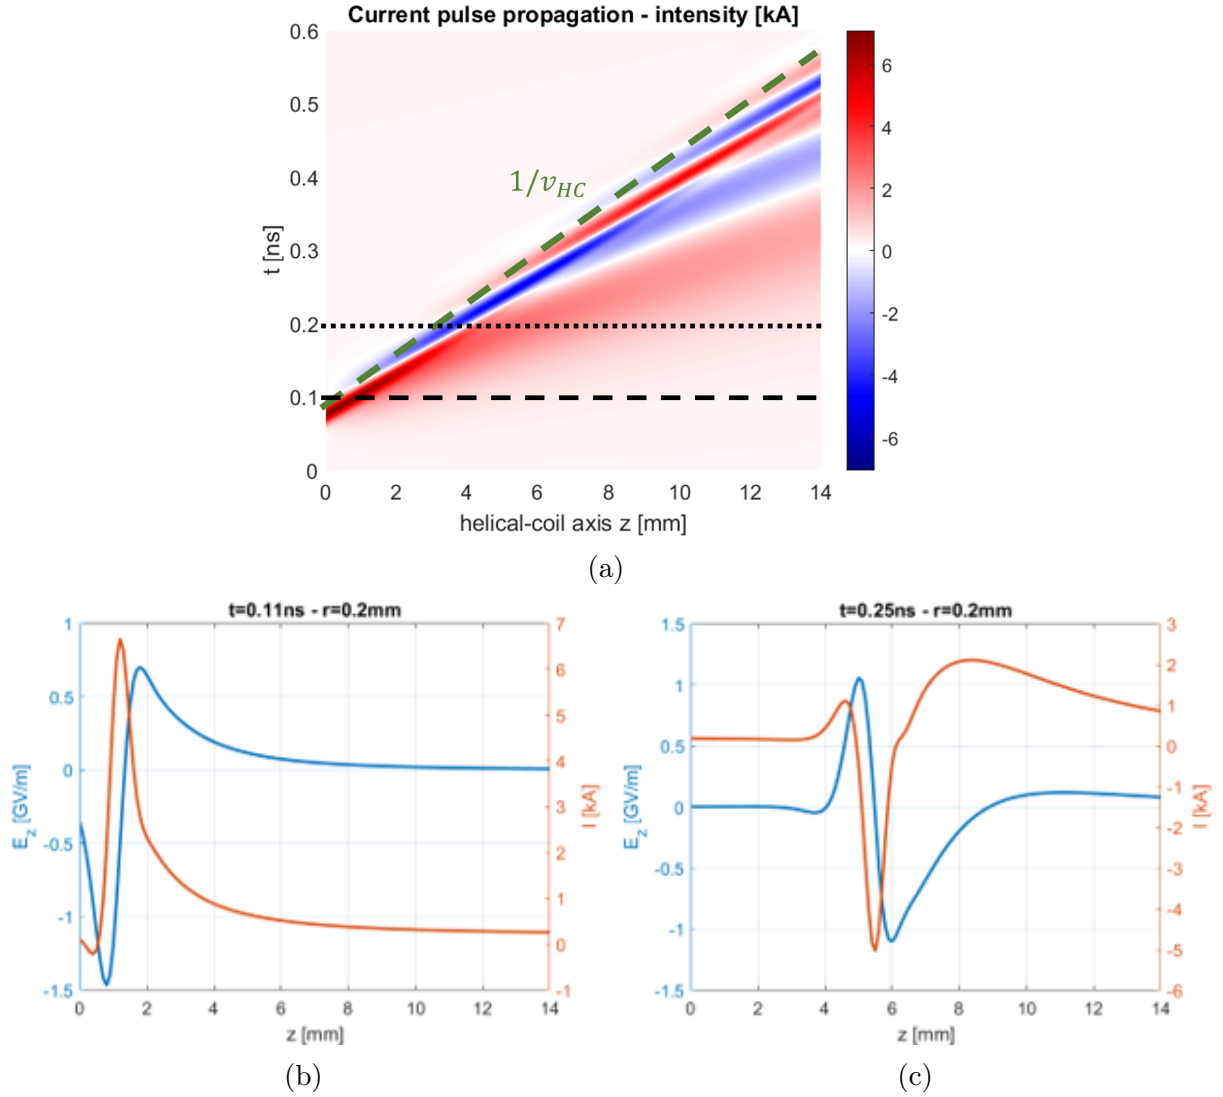 Current pulse propagation - intensity [kA]
0.6
0.5
0.4
0.3
0.2
0.1
0
t [ns]
1/v_HC
0 2 4 6 8 10 12 14
helical-coil axis z [mm]
6
4
2
0
-2
-4
-6
(a)
t=0.11ns - r=0.2mm
1
0.5
0
-0.5
-1
-1.5
E_z [GV/m]
7
6
5
4
3
2
1
0
-1
I [kA]
0 2 4 6 8 10 12 14
z [mm]
(b)
t=0.25ns - r=0.2mm
1.5
1
0.5
0
-0.5
-1
-1.5
E_z [GV/m]
3
2
1
0
-1
-2
-3
-4
-5
-6
I [kA]
0 2 4 6 8 10 12 14
z [mm]
(c)